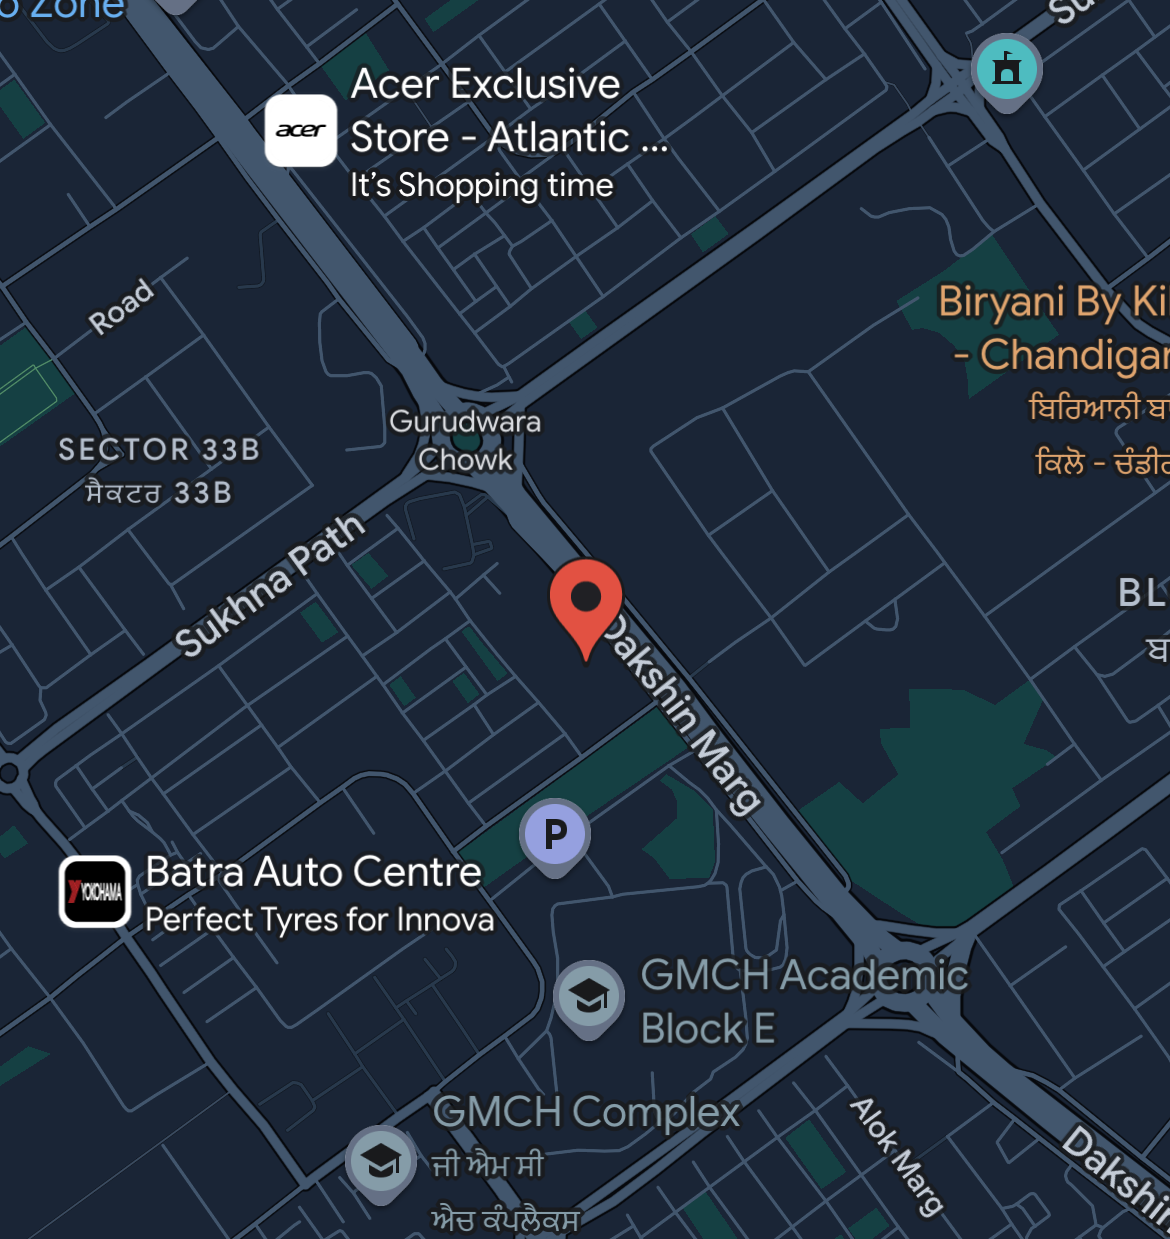 Zone
Su
acer
Acer Exclusive
Store - Atlantic ...
It's Shopping time
Road
Biryani By Ki
- Chandigar
ਬਿਰਿਆਨੀ ਬਾ
ਕਿਲੋ - ਚੰਡੀਗ
Gurudwara
Chowk
SECTOR 33B
ਸੈਕਟਰ 33B
Sukhna Path
BL
ਬ
Dakshin Marg
P
YOKOHAMA
Batra Auto Centre
Perfect Tyres for Innova
GMCH Academic
Block E
GMCH Complex
ਜੀ ਐਮ ਸੀ
ਐਚ ਕੰਪਲੈਕਸ
Alok Marg
Dakshin